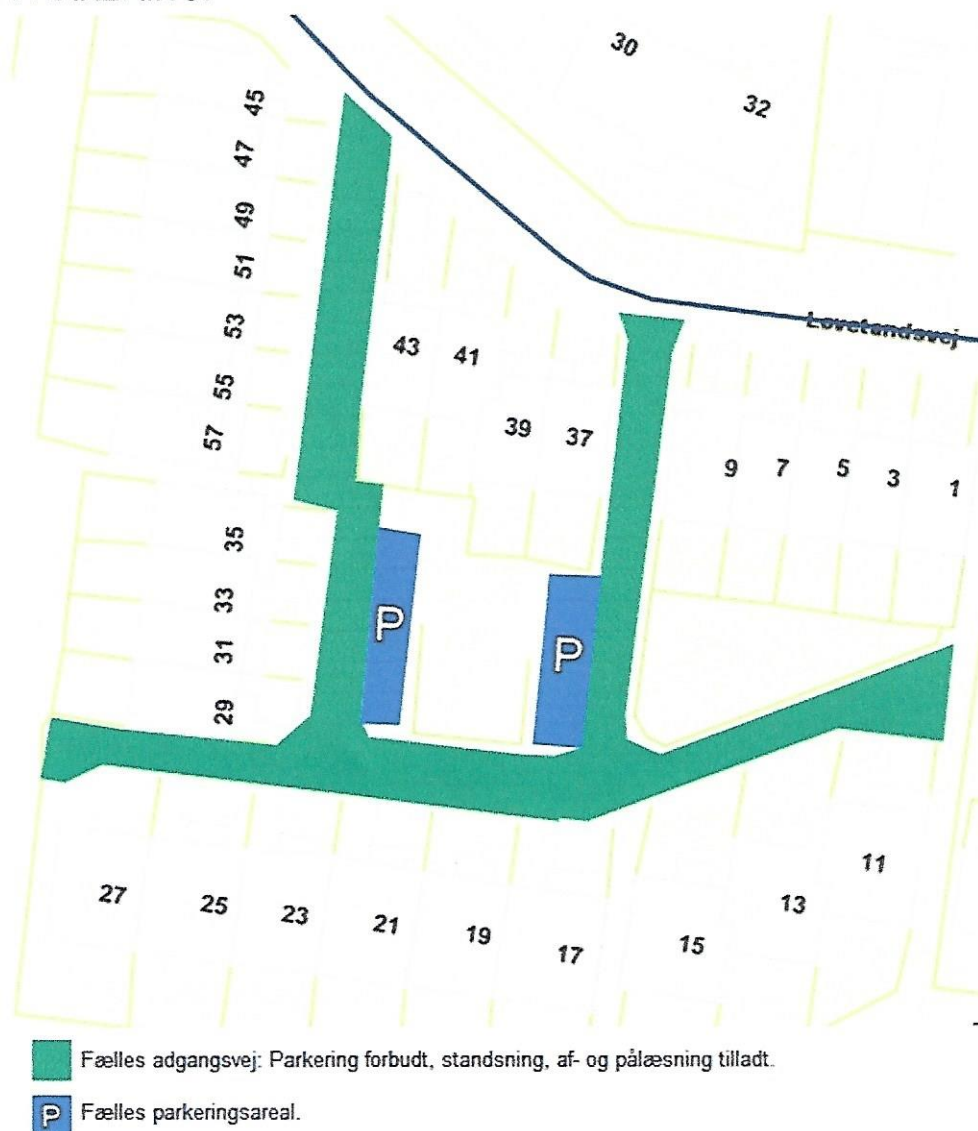 30
32
45
47
49
51
53
55
57
43
41
39
37
Løvetandsvej
9 7 5 3 1
35
33
31
29
P
P
27 25 23 21 19 17 15 13 11
Fælles adgangsvej: Parkering forbudt, standsning, af- og pålæsning tilladt.
P Fælles parkeringsareal.